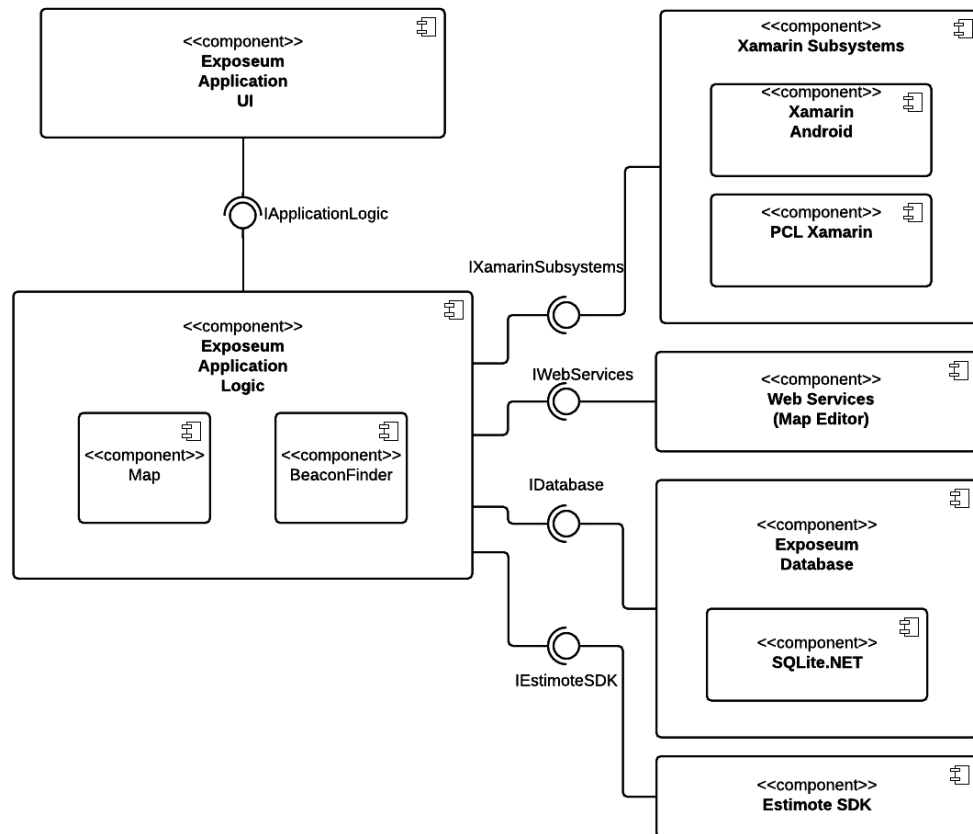 <<component>>
Exposeum
Application
UI
IApplicationLogic
<<component>>
Exposeum
Application
Logic
<<component>>
Map
<<component>>
BeaconFinder
IXamarinSubsystems
IWebServices
IDatabase
IEstimoteSDK
<<component>>
Xamarin Subsystems
<<component>>
Xamarin
Android
<<component>>
PCL Xamarin
<<component>>
Web Services
(Map Editor)
<<component>>
Exposeum
Database
<<component>>
SQLite.NET
<<component>>
Estimote SDK